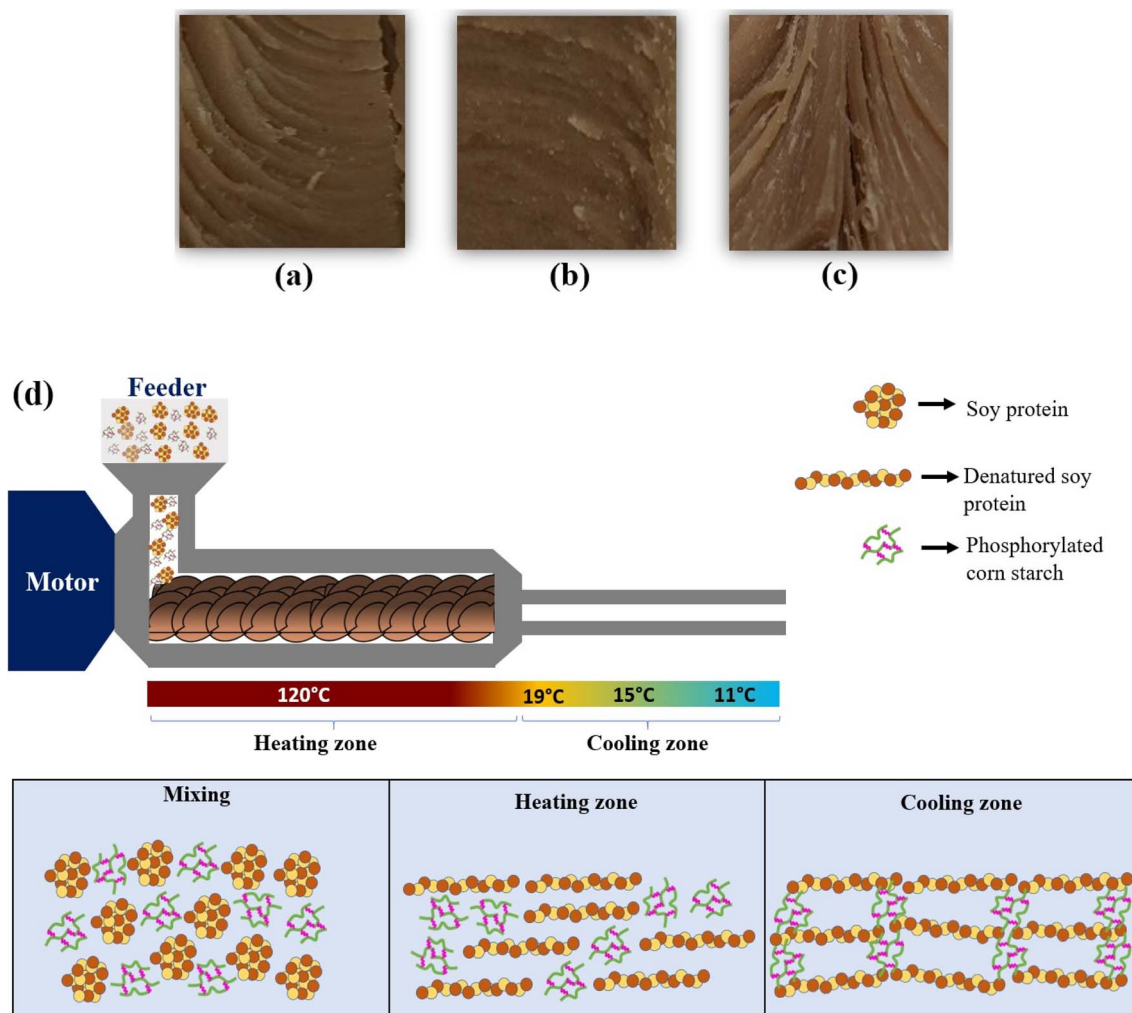 (a)
(b)
(c)
(d)
Feeder
Motor
Soy protein
Denatured soy
protein
Phosphorylated
corn starch
120°C
19°C
15°C
11°C
Heating zone
Cooling zone
Mixing
Heating zone
Cooling zone